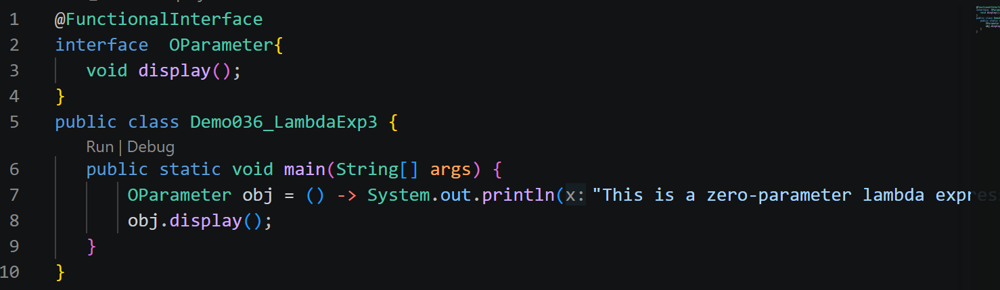 1 @FunctionalInterface
2 interface  OParameter{
3    void display();
4 }
5 public class Demo036_LambdaExp3 {
Run | Debug
6    public static void main(String[] args) {
7       OParameter obj = () -> System.out.println(x: "This is a zero-parameter lambda expres
8       obj.display();
9    }
10 }